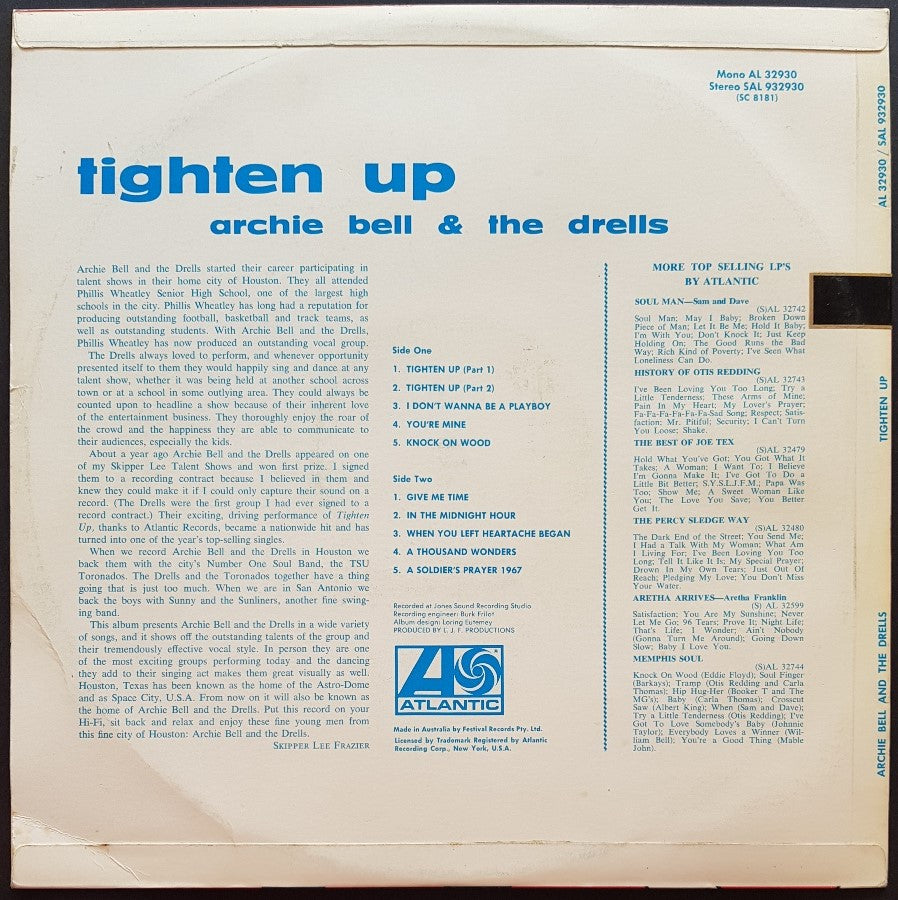 Mono AL 32930
Stereo SAL 932930
(SC 8181)
tighten up
archie bell & the drells
Archie Bell and the Drells started their career participating in
talent shows in their home city of Houston. They all attended
Phillis Wheatley Senior High School, one of the largest high
schools in the city. Phillis Wheatley has long had a reputation for
producing outstanding football, basketball and track teams, as
well as outstanding students. With Archie Bell and the Drells,
Phillis Wheatley has now produced an outstanding vocal group.
The Drells always loved to perform, and whenever opportunity
presented itself to them they would happily sing and dance at any
talent show, whether it was being held at another school across
town or at a school in some outlying area. They could always be
counted upon to headline a show because of their inherent love
of the entertainment business. They thoroughly enjoy the roar of
the crowd and the happiness they are able to communicate to
their audiences, especially the kids.
About a year ago Archie Bell and the Drells appeared on one
of my Skipper Lee Talent Shows and won first prize. I signed
them to a recording contract because I believed in them and
knew they could make it if I could only capture their sound on a
record. (The Drells were the first group I had ever signed to a
record contract.) Their exciting, driving performance of Tighten
Up, thanks to Atlantic Records, became a nationwide hit and has
turned into one of the year's top-selling singles.
When we record Archie Bell and the Drells in Houston we
back them with the city's Number One Soul Band, the TSU
Toronados. The Drells and the Toronados together have a thing
going that is just too much. When we are in San Antonio we
back the boys with Sunny and the Sunliners, another fine swing-
ing band.
This album presents Archie Bell and the Drells in a wide variety
of songs, and it shows off the outstanding talents of the group and
their tremendously effective vocal style. In person they are one
of the most exciting groups performing today and the dancing
they add to their singing act makes them great visually as well.
Houston, Texas has been known as the home of the Astro-Dome
and as Space City, U.S.A. From now on it will also be known as
the home of Archie Bell and the Drells. Put this record on your
Hi-Fi, sit back and relax and enjoy these fine young men from
this fine city of Houston: Archie Bell and the Drells.
SKIPPER LEE FRAZIER
Side One
1. TIGHTEN UP (Part 1)
2. TIGHTEN UP (Part 2)
3. I DON'T WANNA BE A PLAYBOY
4. YOU'RE MINE
5. KNOCK ON WOOD
Side Two
1. GIVE ME TIME
2. IN THE MIDNIGHT HOUR
3. WHEN YOU LEFT HEARTACHE BEGAN
4. A THOUSAND WONDERS
5. A SOLDIER'S PRAYER 1967
Recorded at Jones Sound Recording Studio
Recording engineer: Burk Frilot
Album design: Loring Eutemey
PRODUCED BY L. J. F. PRODUCTIONS
ATLANTIC
Made in Australia by Festival Records Pty. Ltd.
Licensed by Trademark Registered by Atlantic
Recording Corp., New York, U.S.A.
MORE TOP SELLING LP'S
BY ATLANTIC
SOUL MAN—Sam and Dave
(S)AL 32742
Soul Man; May I Baby; Broken Down
Piece of Man; Let It Be Me; Hold It Baby;
I'm With You; Don't Knock It; Just Keep
Holding On; The Good Runs the Bad
Way; Rich Kind of Poverty; I've Seen What
Loneliness Can Do.
HISTORY OF OTIS REDDING
(S)AL 32743
I've Been Loving You Too Long; Try a
Little Tenderness; These Arms of Mine;
Pain In My Heart; My Lover's Prayer;
Fa-Fa-Fa-Fa-Fa-Fa-Sad Song; Respect; Satis-
faction; Mr. Pitiful; Security; I Can't Turn
You Loose; Shake.
THE BEST OF JOE TEX
(S)AL 32479
Hold What You've Got; You Got What It
Takes; A Woman; I Want To; I Believe
I'm Gonna Make It; I've Got To Do a
Little Bit Better; S.Y.S.L.J.F.M.; Papa Was
Too; Show Me; A Sweet Woman Like
You; The Love You Save; You Better
Get It.
THE PERCY SLEDGE WAY
(S)AL 32480
The Dark End of the Street; You Send Me;
I Had a Talk With My Woman; What Am
I Living For; I've Been Loving You Too
Long; Tell It Like It Is; My Special Prayer;
Drown In My Own Tears; Just Out Of
Reach; Pledging My Love; You Don't Miss
Your Water.
ARETHA ARRIVES—Aretha Franklin
(S) AL 32599
Satisfaction; You Are My Sunshine; Never
Let Me Go; 96 Tears; Prove It; Night Life;
That's Life; I Wonder; Ain't Nobody
(Gonna Turn Me Around); Going Down
Slow; Baby I Love You.
MEMPHIS SOUL
(S)AL 32744
Knock On Wood (Eddie Floyd); Soul Finger
(Barkays); Tramp (Otis Redding and Carla
Thomas); Hip Hug-Her (Booker T and The
MG's); Baby (Carla Thomas); Crosscut
Saw (Albert King); When (Sam and Dave);
Try a Little Tenderness (Otis Redding); I've
Got To Love Somebody's Baby (Johnnie
Taylor); Everybody Loves a Winner (Wil-
liam Bell); You're a Good Thing (Mable
John).
AL 32930 / SAL 932930
TIGHTEN UP
ARCHIE BELL AND THE DRELLS